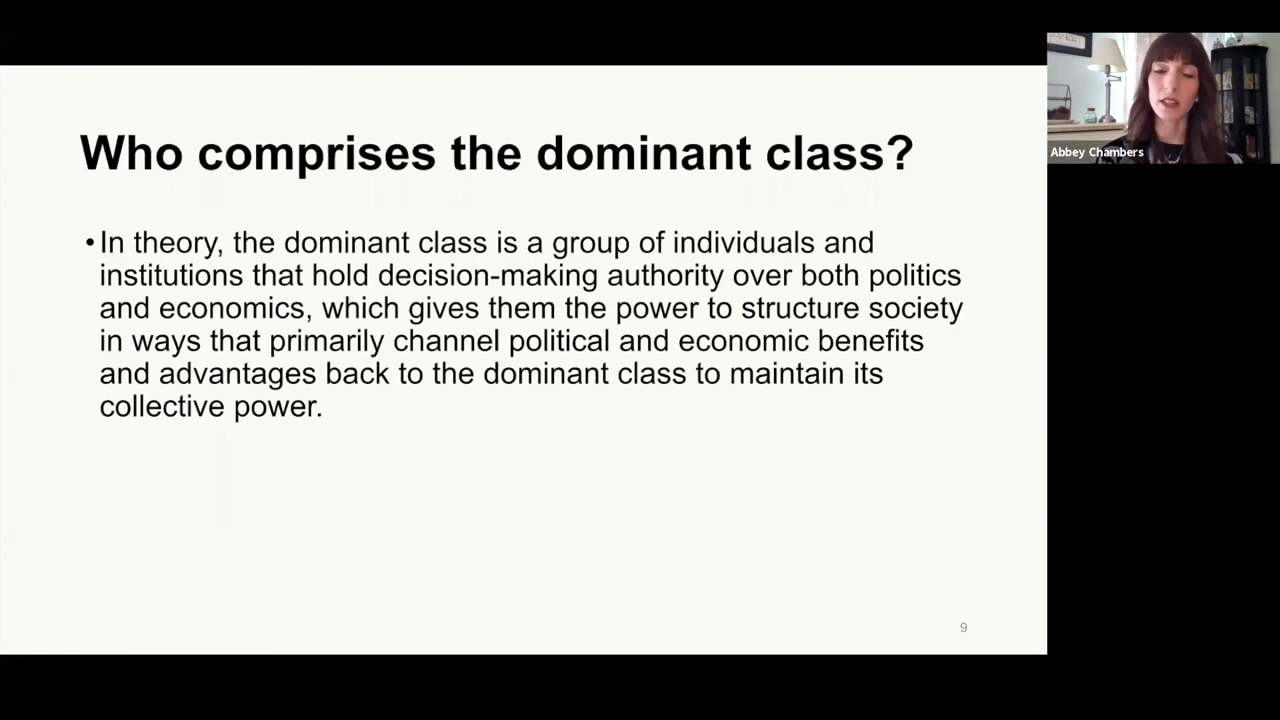 Who comprises the dominant class?
•In theory, the dominant class is a group of individuals and
institutions that hold decision-making authority over both politics
and economics, which gives them the power to structure society
in ways that primarily channel political and economic benefits
and advantages back to the dominant class to maintain its
collective power.
9
Abbey Chambers